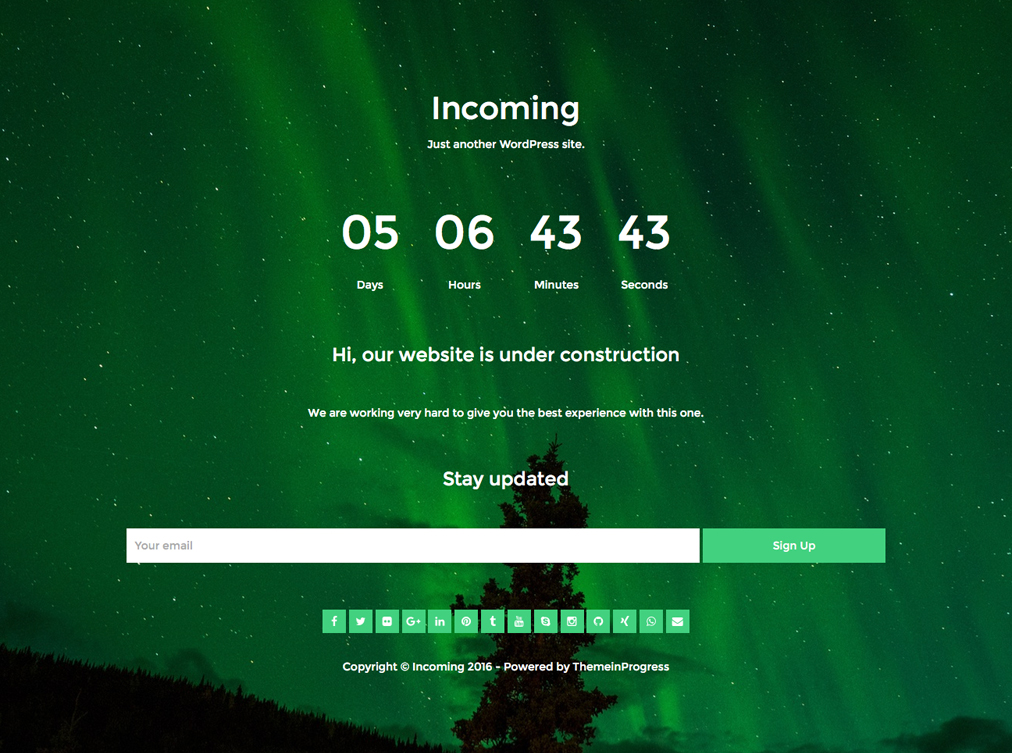 Incoming
Just another WordPress site.
05 06 43 43
Days Hours Minutes Seconds
Hi, our website is under construction
We are working very hard to give you the best experience with this one.
Stay updated
Your email Sign Up
Copyright © Incoming 2016 - Powered by ThemeinProgress